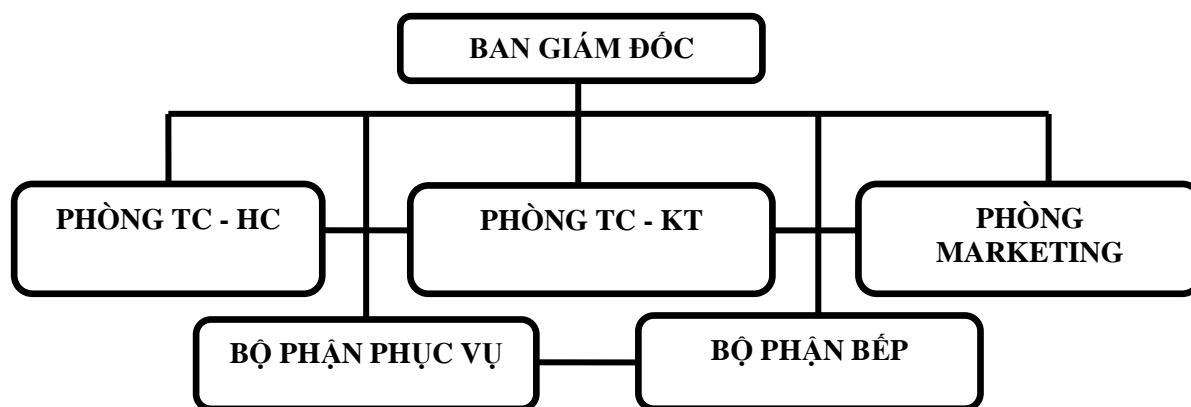 BAN GIÁM ĐỐC
PHÒNG TC - HC
PHÒNG TC - KT
PHÒNG
MARKETING
BỘ PHẬN PHỤC VỤ
BỘ PHẬN BẾP